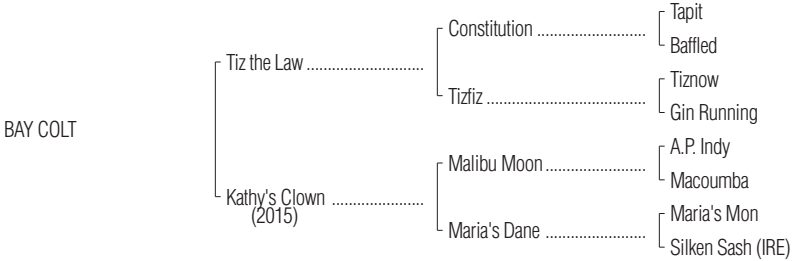 Tapit
Constitution ..........................
Baffled
Tiz the Law ............................
Tiznow
Tizfiz ......................................
Gin Running
BAY COLT
A.P. Indy
Malibu Moon ........................
Macoumba
Kathy's Clown ......................
(2015)
Maria's Mon
Maria's Dane ........................
Silken Sash (IRE)